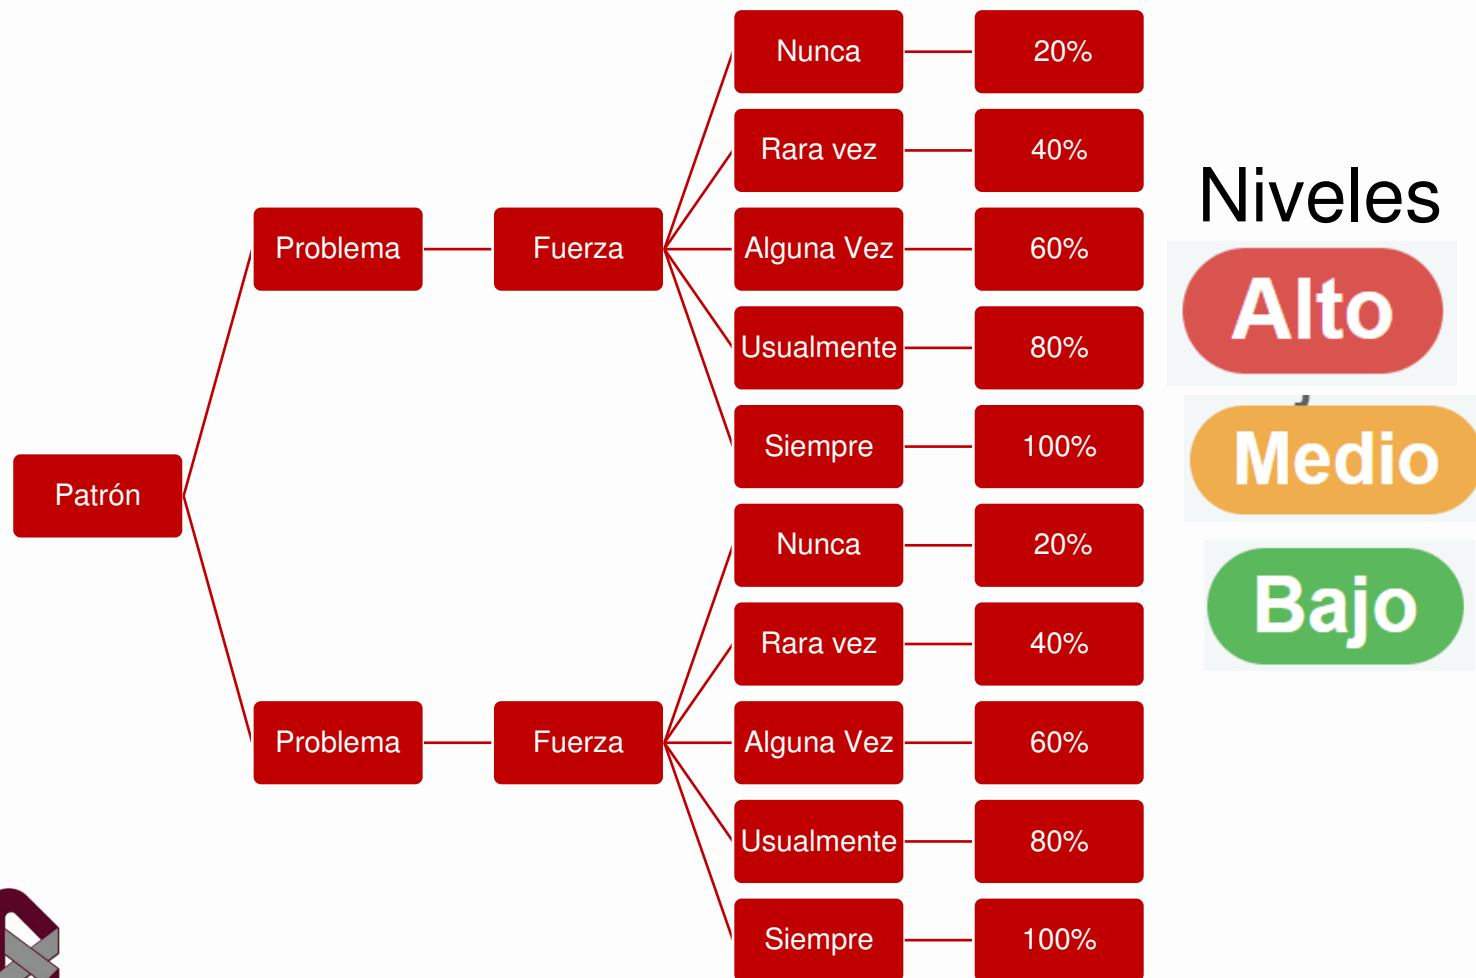 Nunca
20%
Rara vez
40%
Niveles
Problema
Fuerza
Alguna Vez
60%
Alto
Usualmente
80%
Siempre
100%
Medio
Patrón
Nunca
20%
Bajo
Rara vez
40%
Problema
Fuerza
Alguna Vez
60%
Usualmente
80%
Siempre
100%